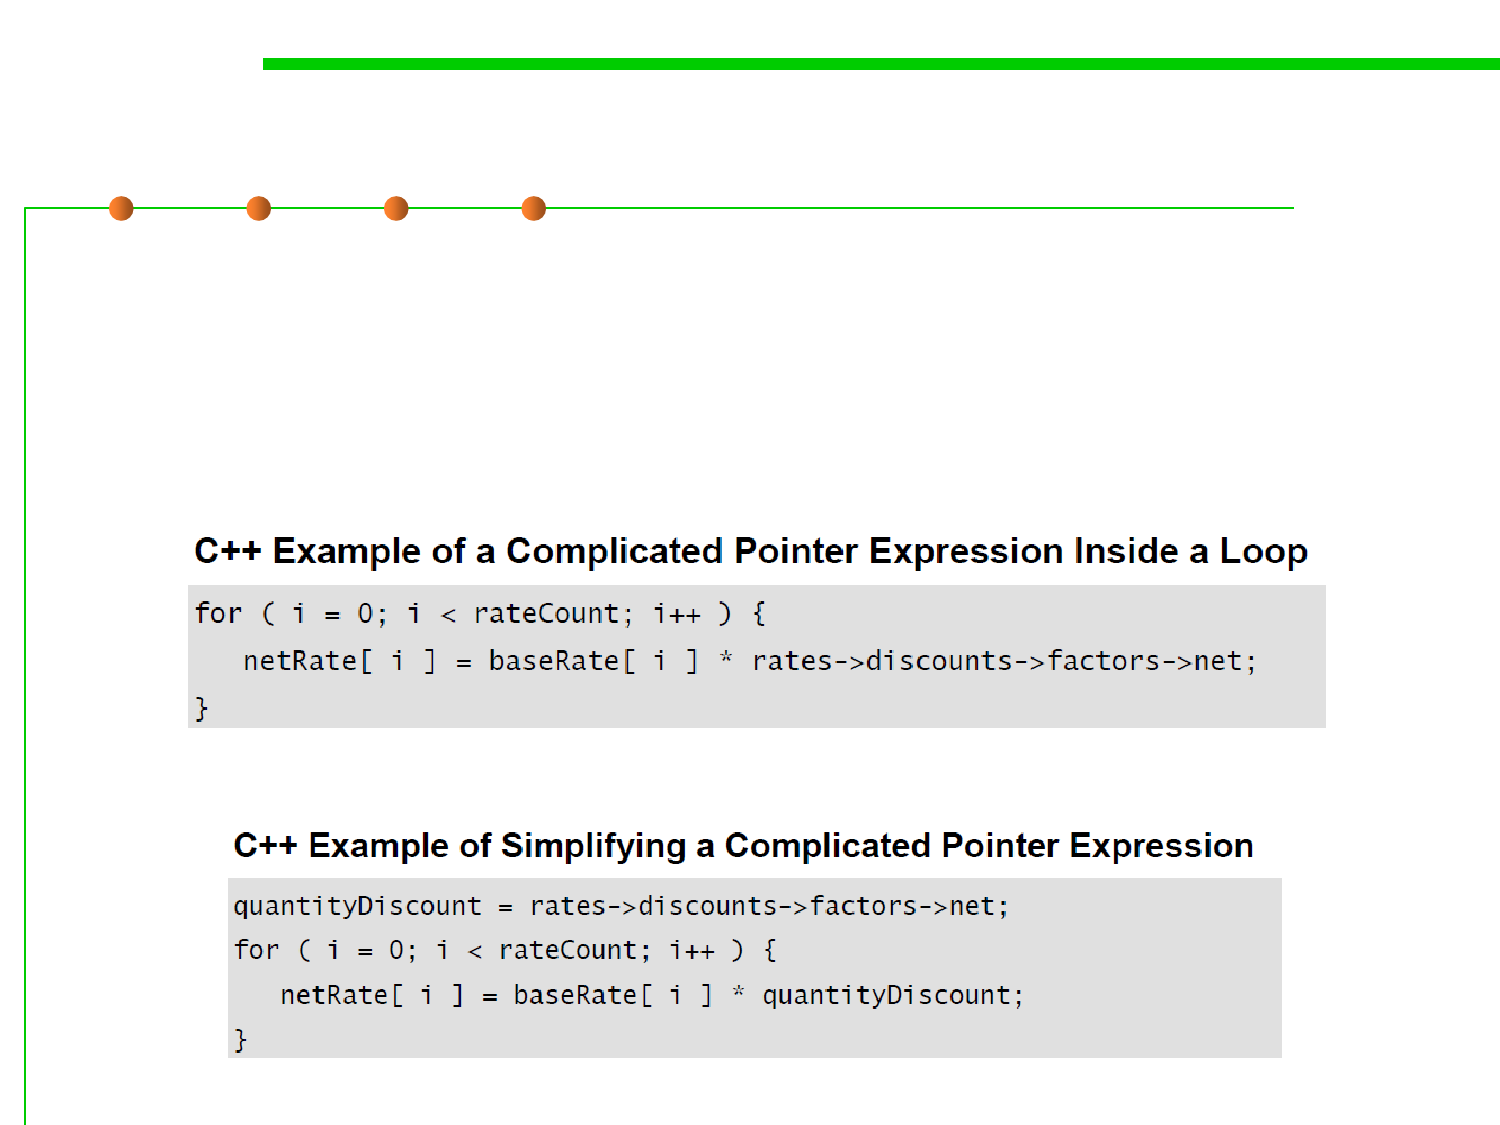 C++ Example of a Complicated Pointer Expression Inside a Loop
for ( i = 0; i < rateCount; i++ ) {
   netRate[ i ] = baseRate[ i ] * rates->discounts->factors->net;
}
C++ Example of Simplifying a Complicated Pointer Expression
quantityDiscount = rates->discounts->factors->net;
for ( i = 0; i < rateCount; i++ ) {
   netRate[ i ] = baseRate[ i ] * quantityDiscount;
}